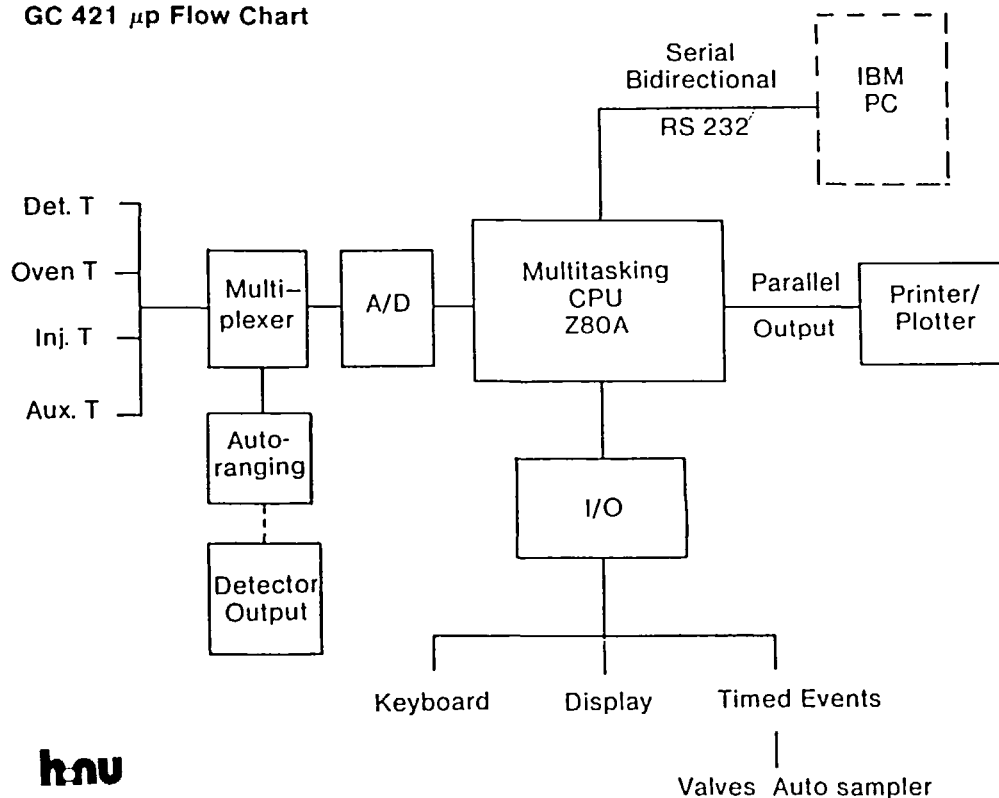 GC 421 μp Flow Chart
Serial
Bidirectional
RS 232
IBM
PC
Det. T
Oven T
Inj. T
Aux. T
Multi–
plexer
A/D
Multitasking
CPU
Z80A
Parallel
Output
Printer/
Plotter
Auto-
ranging
Detector
Output
I/O
Keyboard
Display
Timed Events
Valves Auto sampler
h:nu